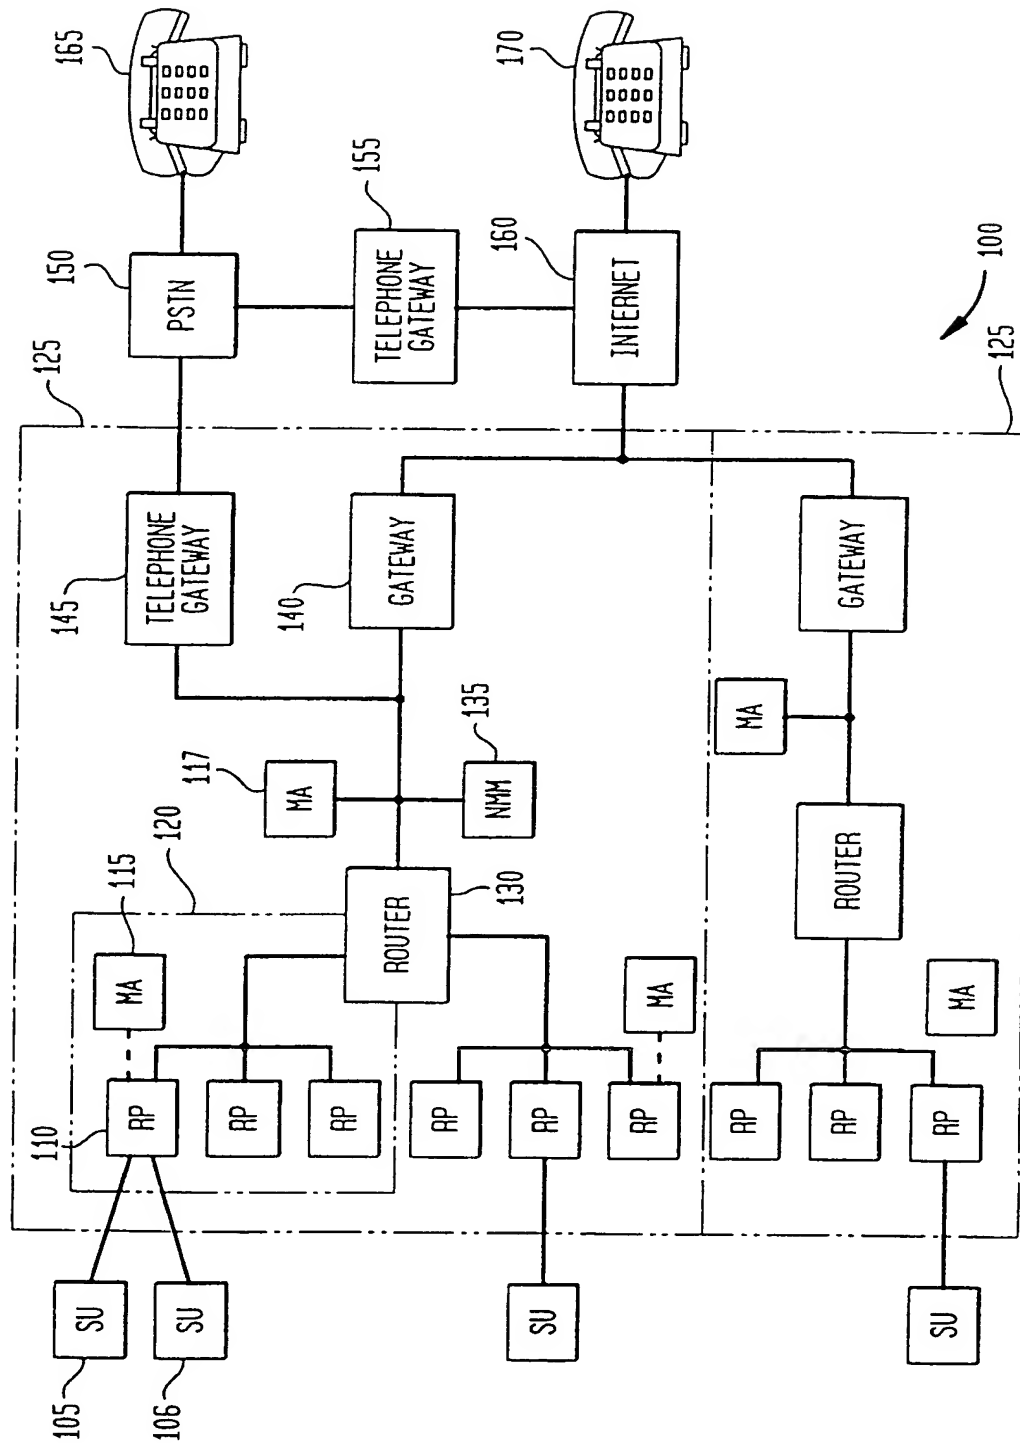 105
SU
106
SU
110
RP
RP
RP
115
MA
120
117
MA
145
TELEPHONE
GATEWAY
125
150
PSTN
165
ROUTER
130
140
GATEWAY
135
NMM
155
TELEPHONE
GATEWAY
160
INTERNET
170
SU
RP
RP
RP
MA
RP
RP
RP
SU
MA
ROUTER
MA
GATEWAY
100
125